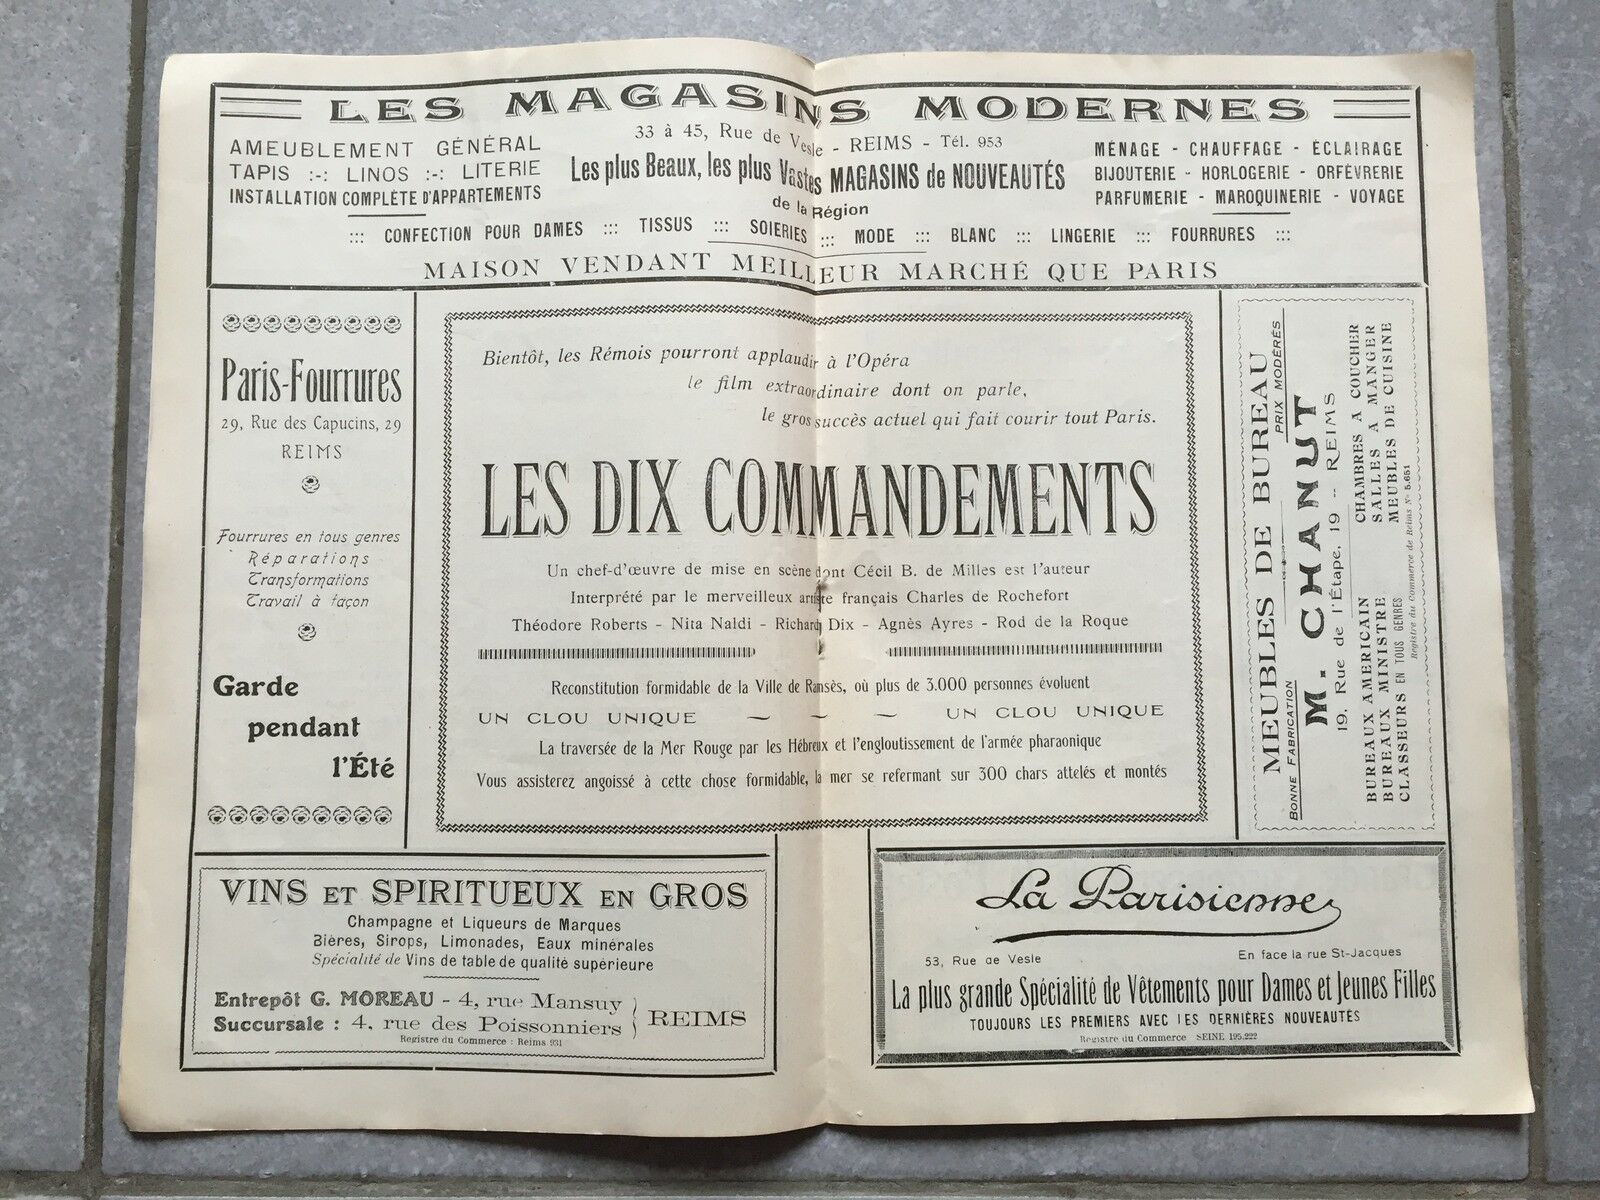 LES MAGASINS MODERNES
33 à 45, Rue de Vesle - REIMS - Tél. 953
Les plus Beaux, les plus Vastes MAGASINS de NOUVEAUTÉS
de la Région
AMEUBLEMENT GÉNÉRAL
TAPIS :-: LINOS :-: LITERIE
INSTALLATION COMPLÈTE D'APPARTEMENTS
MÉNAGE - CHAUFFAGE - ÉCLAIRAGE
BIJOUTERIE - HORLOGERIE - ORFÈVRERIE
PARFUMERIE - MAROQUINERIE - VOYAGE
::: CONFECTION POUR DAMES ::: TISSUS ::: SOIERIES ::: MODE ::: BLANC ::: LINGERIE ::: FOURRURES :::
MAISON VENDANT MEILLEUR MARCHÉ QUE PARIS
Paris-Fourrures
29, Rue des Capucins, 29
REIMS
Fourrures en tous genres
Réparations
Transformations
Travail à façon
Garde
pendant
l'Été
Bientôt, les Rémois pourront applaudir à l'Opéra
le film extraordinaire dont on parle,
le gros succès actuel qui fait courir tout Paris.
LES DIX COMMANDEMENTS
Un chef-d'œuvre de mise en scène dont Cécil B. de Milles est l'auteur
Interprété par le merveilleux artiste français Charles de Rochefort
Théodore Roberts - Nita Naldi - Richard Dix - Agnès Ayres - Rod de la Roque
Reconstitution formidable de la Ville de Ramsès, où plus de 3.000 personnes évoluent
UN CLOU UNIQUE ~ ~ ~ UN CLOU UNIQUE
La traversée de la Mer Rouge par les Hébreux et l'engloutissement de l'armée pharaonique
Vous assisterez angoissé à cette chose formidable, la mer se refermant sur 300 chars attelés et montés
MEUBLES DE BUREAU
BONNE FABRICATION
PRIX MODÉRÉS
M. CHANUT
19, Rue de l'Étape, 19 -- REIMS
BUREAUX AMERICAIN
BUREAUX MINISTRE
CLASSEURS EN TOUS GENRES
CHAMBRES A COUCHER
SALLES A MANGER
MEUBLES DE CUISINE
Registre du Commerce de Reims N° 5.651
VINS ET SPIRITUEUX EN GROS
Champagne et Liqueurs de Marques
Bières, Sirops, Limonades, Eaux minérales
Spécialité de Vins de table de qualité supérieure
Entrepôt G. MOREAU - 4, rue Mansuy
Succursale : 4, rue des Poissonniers
REIMS
Registre du Commerce : Reims 931
La Parisienne
53, Rue de Vesle En face la rue St-Jacques
La plus grande Spécialité de Vêtements pour Dames et Jeunes Filles
TOUJOURS LES PREMIERS AVEC LES DERNIÈRES NOUVEAUTÉS
Registre du Commerce SEINE 195.222